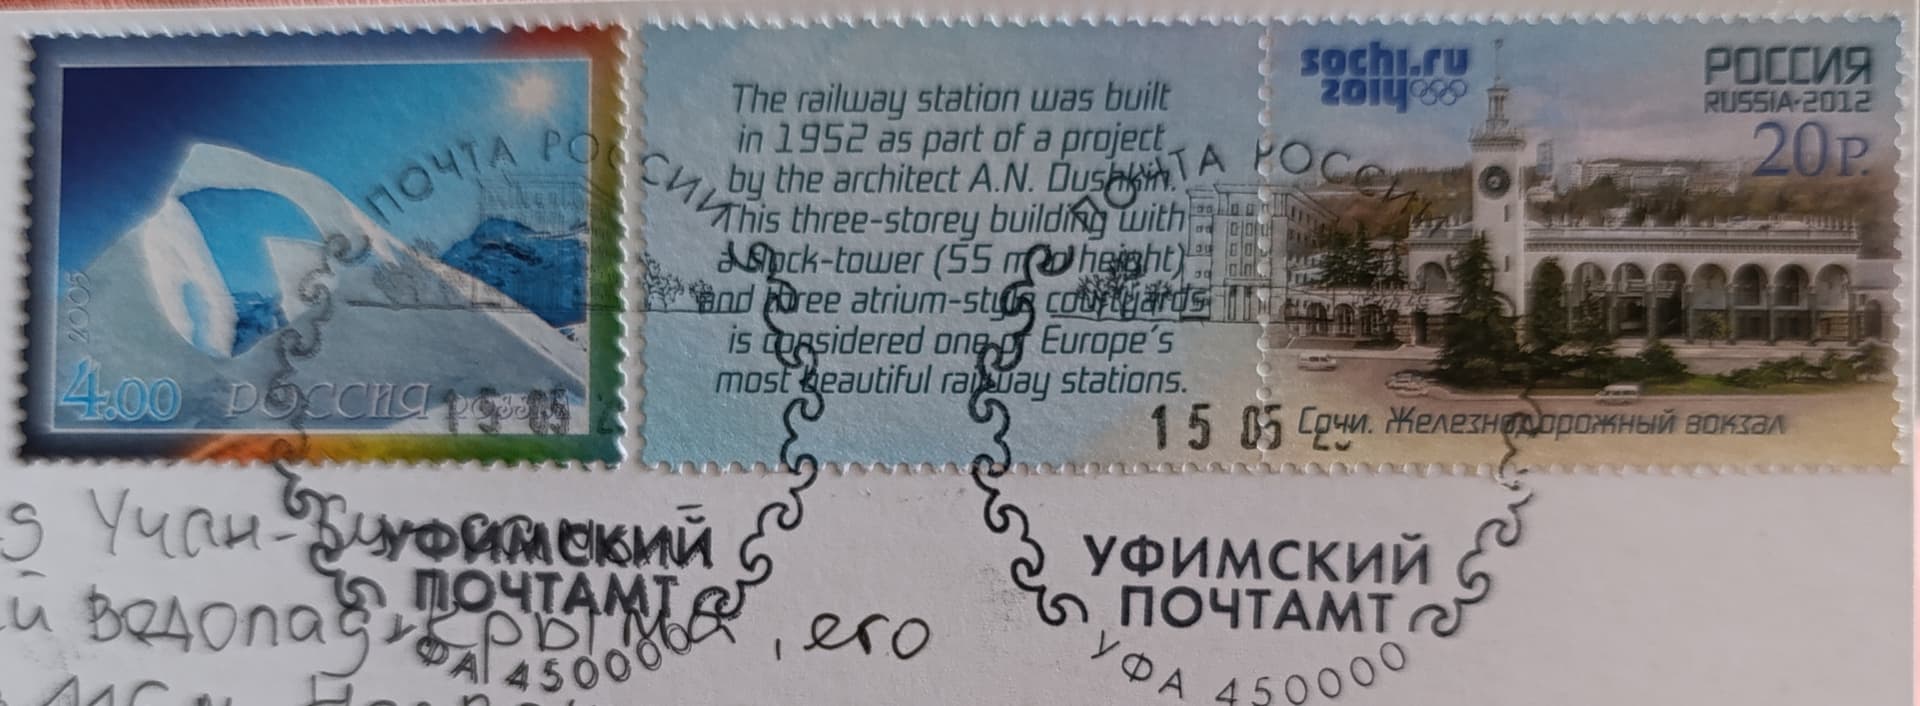 2005
4.00 РОССИЯ
The railway station was built
in 1952 as part of a project
by the architect A.N. Dushkin.
This three-storey building with
a clock-tower (55 m in height)
and three atrium-style courtyards
is considered one of Europe's
most beautiful railway stations.
sochi.ru
2014
РОССИЯ
RUSSIA·2012
20 Р.
Сочи. Железнодорожный вокзал
ПОЧТА РОССИИ
15 05
УФИМСКИЙ
ПОЧТАМТ
УФА 450000
ПОЧТА РОССИИ
15 05
УФИМСКИЙ
ПОЧТАМТ
УФА 450000
Учан-
й водопад Крыма, его